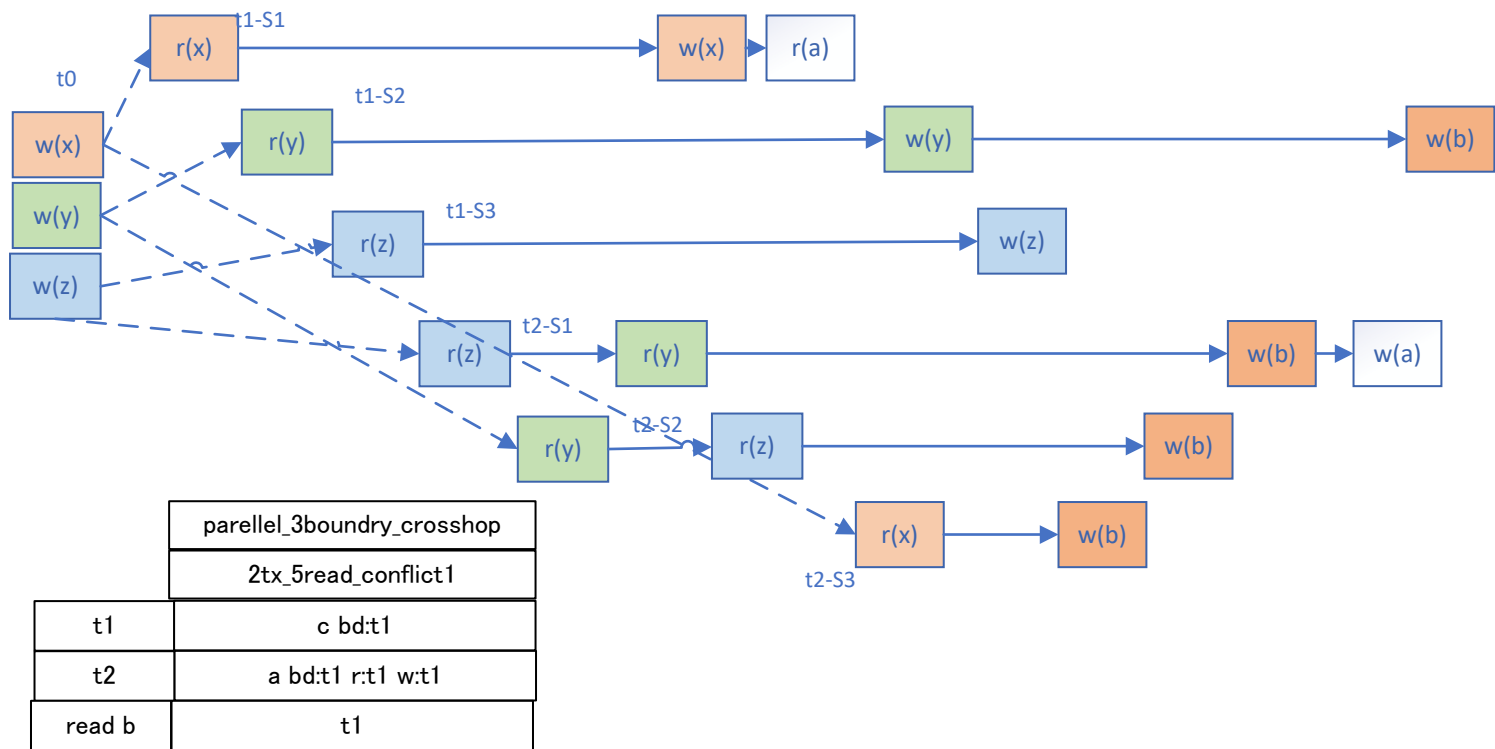 t1-S1
r(x)
w(x)
r(a)
t0
t1-S2
w(x)
r(y)
w(y)
w(b)
w(y)
t1-S3
r(z)
w(z)
w(z)
t2-S1
r(z)
r(y)
w(b)
w(a)
t2-S2
r(y)
r(z)
w(b)
r(x)
w(b)
t2-S3
parellel_3boundry_crosshop
2tx_5read_conflict1
t1 c bd:t1
t2 a bd:t1 r:t1 w:t1
read b t1